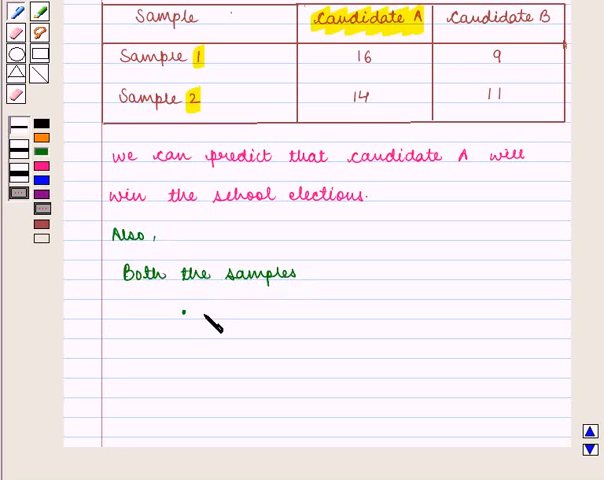 Sample Candidate A Candidate B
Sample 1 16 9
Sample 2 14 11
we can predict that candidate A will
win the school elections.
Also,
Both the samples